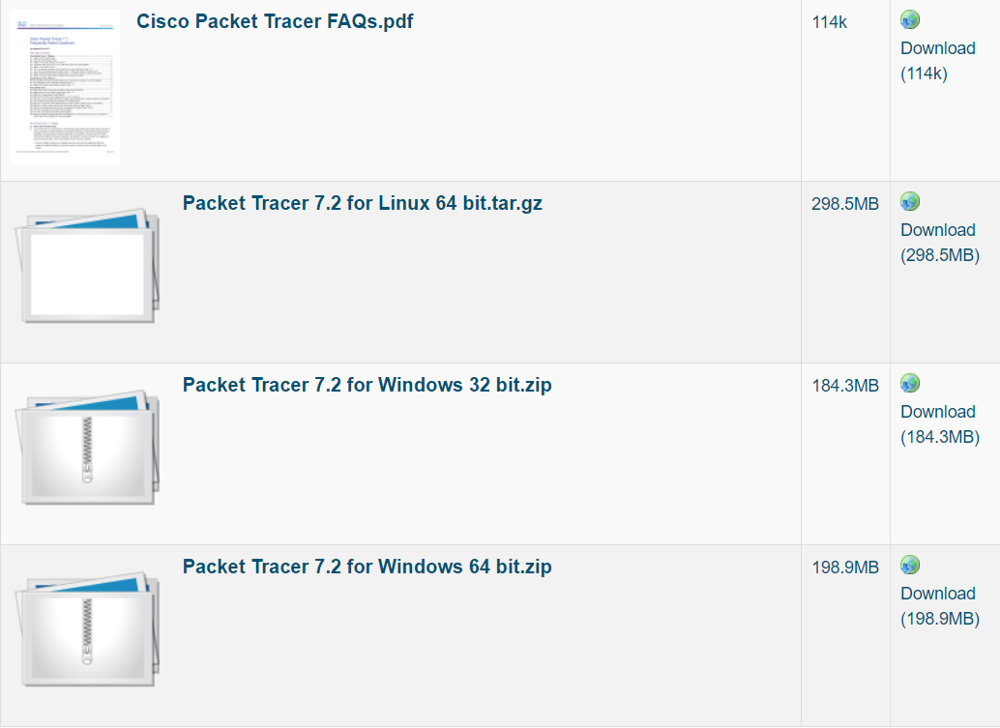 Cisco Packet Tracer FAQs.pdf
114k
Download
(114k)
Packet Tracer 7.2 for Linux 64 bit.tar.gz
298.5MB
Download
(298.5MB)
Packet Tracer 7.2 for Windows 32 bit.zip
184.3MB
Download
(184.3MB)
Packet Tracer 7.2 for Windows 64 bit.zip
198.9MB
Download
(198.9MB)